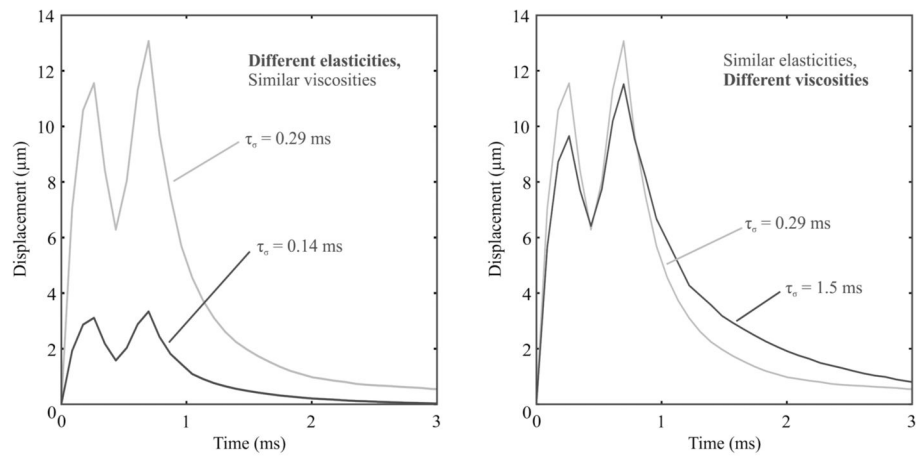 14
12
10
8
6
4
2
0
Displacement (μm)
Different elasticities,
Similar viscosities
τσ = 0.29 ms
τσ = 0.14 ms
0 1 2 3
Time (ms)
14
12
10
8
6
4
2
0
Displacement (μm)
Similar elasticities,
Different viscosities
τσ = 0.29 ms
τσ = 1.5 ms
0 1 2 3
Time (ms)